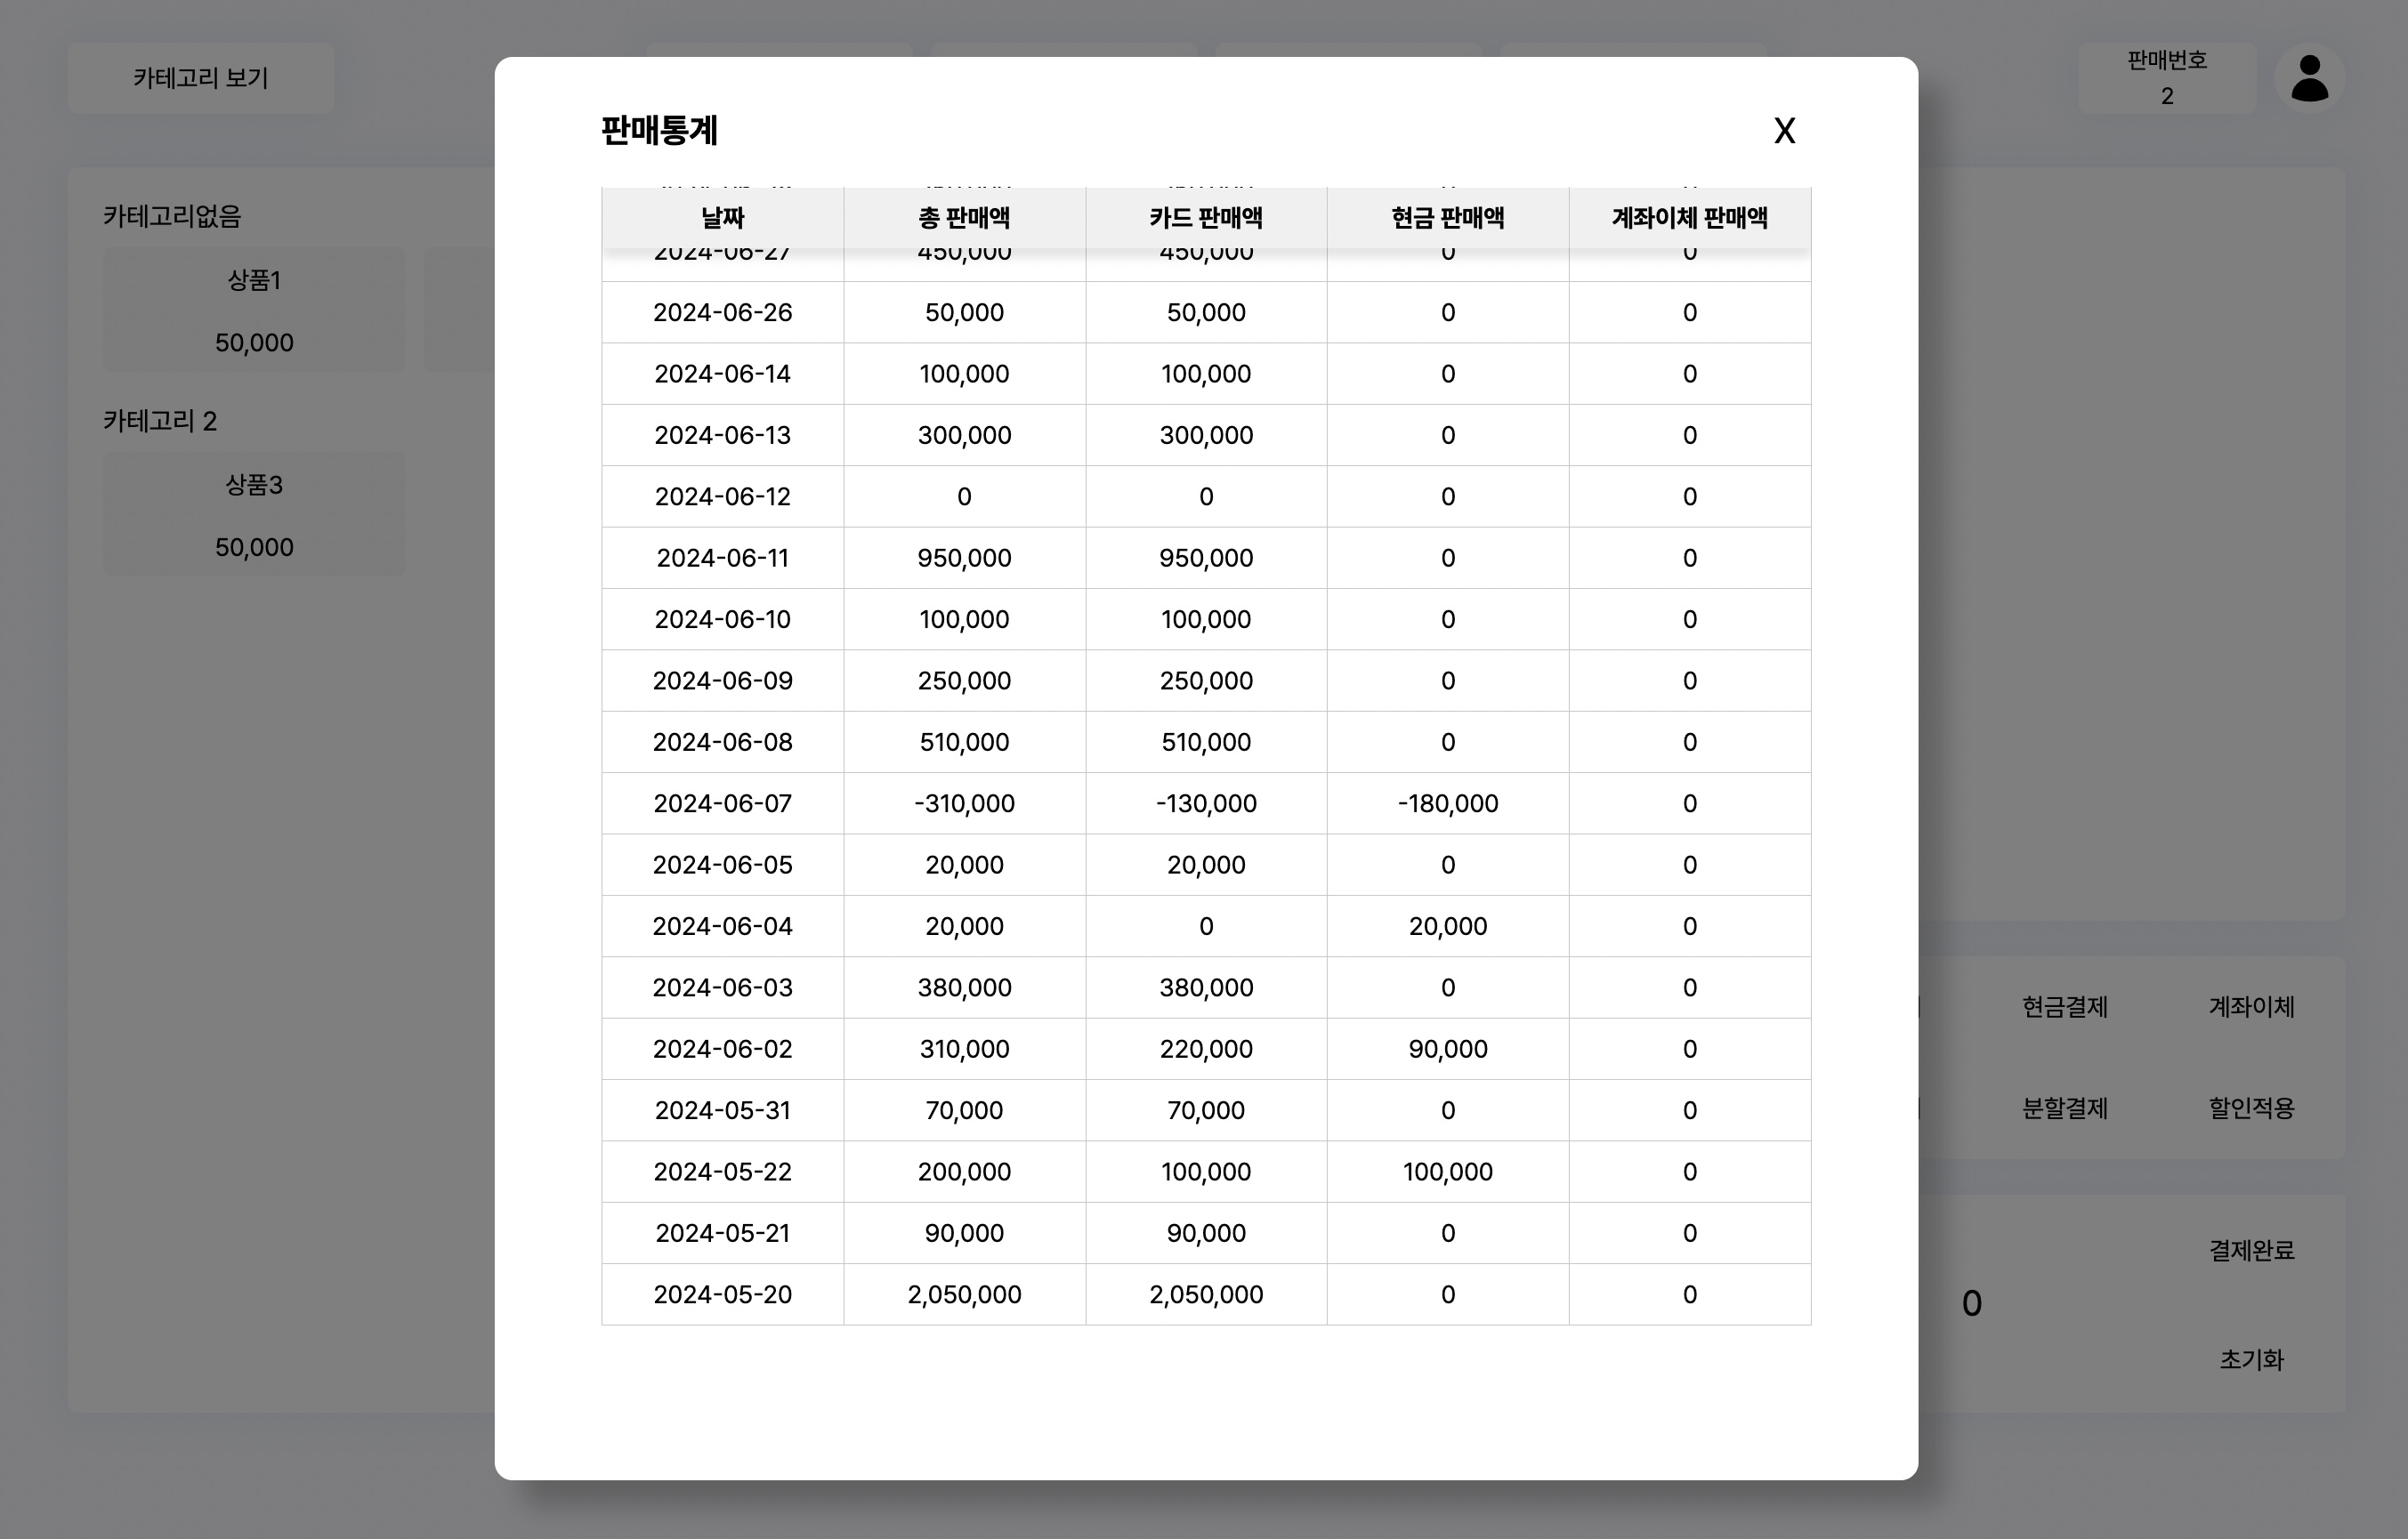 카테고리 보기
판매번호
2
카테고리없음
상품1
50,000
카테고리 2
상품3
50,000
판매통계
X
날짜 총 판매액 카드 판매액 현금 판매액 계좌이체 판매액
2024-06-27 450,000 450,000 0 0
2024-06-26 50,000 50,000 0 0
2024-06-14 100,000 100,000 0 0
2024-06-13 300,000 300,000 0 0
2024-06-12 0 0 0 0
2024-06-11 950,000 950,000 0 0
2024-06-10 100,000 100,000 0 0
2024-06-09 250,000 250,000 0 0
2024-06-08 510,000 510,000 0 0
2024-06-07 -310,000 -130,000 -180,000 0
2024-06-05 20,000 20,000 0 0
2024-06-04 20,000 0 20,000 0
2024-06-03 380,000 380,000 0 0
2024-06-02 310,000 220,000 90,000 0
2024-05-31 70,000 70,000 0 0
2024-05-22 200,000 100,000 100,000 0
2024-05-21 90,000 90,000 0 0
2024-05-20 2,050,000 2,050,000 0 0
현금결제 계좌이체
분할결제 할인적용
결제완료
0
초기화